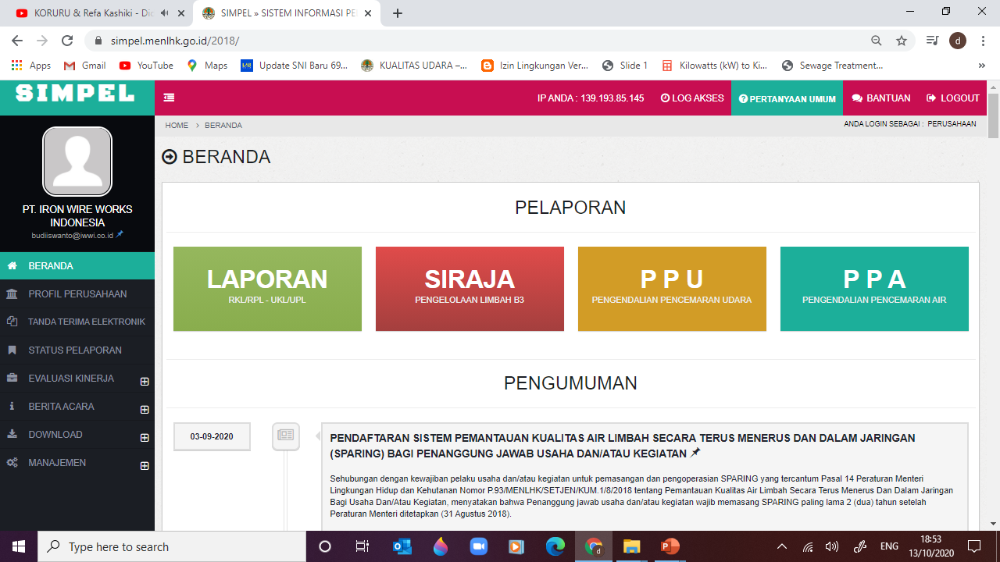 KORURU & Refa Kashiki - Dic
SIMPEL » SISTEM INFORMASI PE
simpel.menlhk.go.id/2018/
d
Apps
Gmail
YouTube
Maps
Update SNI Baru 69...
KUALITAS UDARA –...
Izin Lingkungan Ver...
Slide 1
Kilowatts (kW) to Ki...
Sewage Treatment...
»
SIMPEL
IP ANDA : 139.193.85.145
LOG AKSES
PERTANYAAN UMUM
BANTUAN
LOGOUT
HOME > BERANDA
ANDA LOGIN SEBAGAI : PERUSAHAAN
PT. IRON WIRE WORKS
INDONESIA
budiiswanto@iwwi.co.id
BERANDA
PROFIL PERUSAHAAN
TANDA TERIMA ELEKTRONIK
STATUS PELAPORAN
EVALUASI KINERJA
BERITA ACARA
DOWNLOAD
MANAJEMEN
BERANDA
PELAPORAN
LAPORAN
RKL/RPL - UKL/UPL
SIRAJA
PENGELOLAAN LIMBAH B3
P P U
PENGENDALIAN PENCEMARAN UDARA
P P A
PENGENDALIAN PENCEMARAN AIR
PENGUMUMAN
03-09-2020
PENDAFTARAN SISTEM PEMANTAUAN KUALITAS AIR LIMBAH SECARA TERUS MENERUS DAN DALAM JARINGAN
(SPARING) BAGI PENANGGUNG JAWAB USAHA DAN/ATAU KEGIATAN
Sehubungan dengan kewajiban pelaku usaha dan/atau kegiatan untuk pemasangan dan pengoperasian SPARING yang tercantum Pasal 14 Peraturan Menteri
Lingkungan Hidup dan Kehutanan Nomor P.93/MENLHK/SETJEN/KUM.1/8/2018 tentang Pemantauan Kualitas Air Limbah Secara Terus Menerus Dan Dalam Jaringan
Bagi Usaha Dan/Atau Kegiatan, menyatakan bahwa Penanggung jawab usaha dan/atau kegiatan wajib memasang SPARING paling lama 2 (dua) tahun setelah
Peraturan Menteri ditetapkan (31 Agustus 2018).
Type here to search
ENG
18:53
13/10/2020